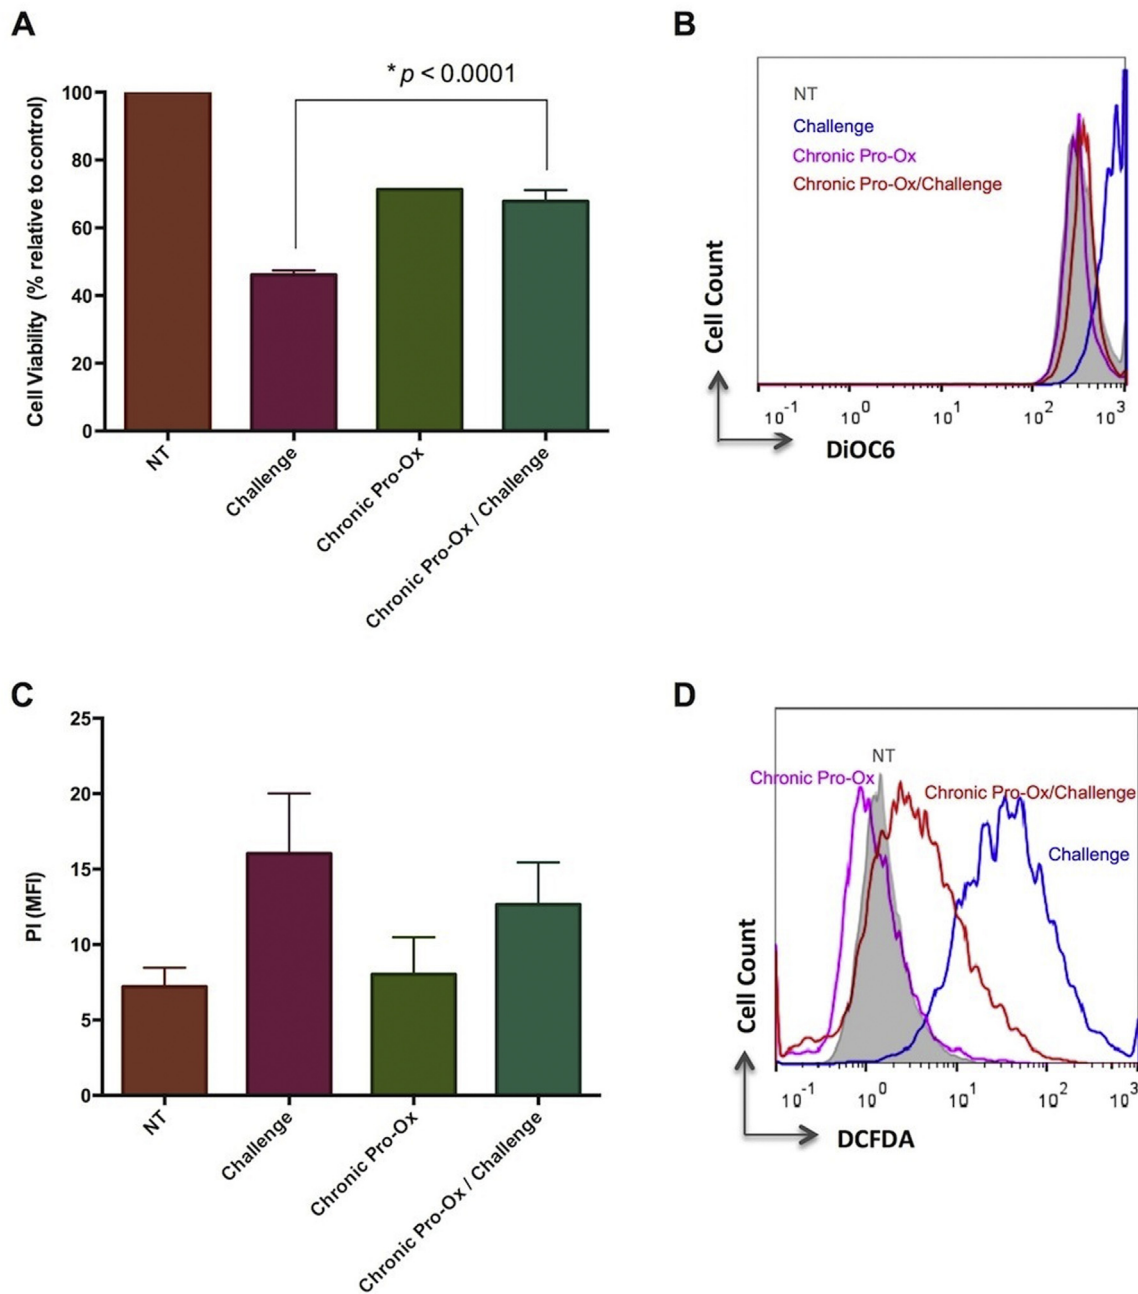 A
* p < 0.0001
Cell Viability (% relative to control)
100
80
60
40
20
0
NT
Challenge
Chronic Pro-Ox
Chronic Pro-Ox / Challenge
B
NT
Challenge
Chronic Pro-Ox
Chronic Pro-Ox/Challenge
Cell Count
10-1
100
101
102
103
DiOC6
C
PI (MFI)
25
20
15
10
5
0
NT
Challenge
Chronic Pro-Ox
Chronic Pro-Ox / Challenge
D
NT
Chronic Pro-Ox
Chronic Pro-Ox/Challenge
Challenge
Cell Count
10-1
100
101
102
103
DCFDA